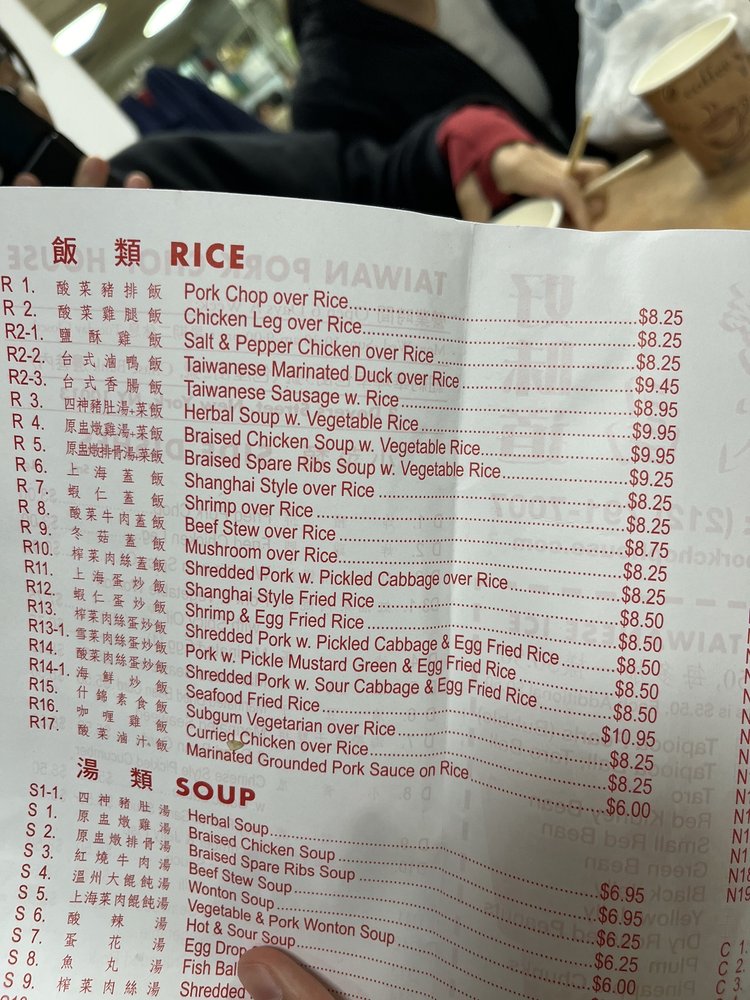 飯類 RICE
R 1. 酸菜豬排飯 Pork Chop over Rice $8.25
R 2. 酸菜雞腿飯 Chicken Leg over Rice $8.25
R2-1. 鹽酥雞飯 Salt & Pepper Chicken over Rice $8.25
R2-2. 台式滷鴨飯 Taiwanese Marinated Duck over Rice $9.45
R2-3. 台式香腸飯 Taiwanese Sausage w. Rice $8.95
R 3. 四神豬肚湯+菜飯 Herbal Soup w. Vegetable Rice $9.95
R 4. 原盅燉雞湯+菜飯 Braised Chicken Soup w. Vegetable Rice $9.95
R 5. 原盅燉排骨湯+菜飯 Braised Spare Ribs Soup w. Vegetable Rice $9.25
R 6. 上海蓋飯 Shanghai Style over Rice $8.25
R 7. 蝦仁蓋飯 Shrimp over Rice $8.25
R 8. 酸菜牛肉蓋飯 Beef Stew over Rice $8.75
R 9. 冬菇蓋飯 Mushroom over Rice $8.25
R10. 榨菜肉絲蓋飯 Shredded Pork w. Pickled Cabbage over Rice $8.25
R11. 上海蛋炒飯 Shanghai Style Fried Rice $8.50
R12. 蝦仁蛋炒飯 Shrimp & Egg Fried Rice $8.50
R13. 榨菜肉絲蛋炒飯 Shredded Pork w. Pickled Cabbage & Egg Fried Rice $8.50
R13-1. 雪菜肉絲蛋炒飯 Pork w. Pickle Mustard Green & Egg Fried Rice $8.50
R14. 酸菜肉絲蛋炒飯 Shredded Pork w. Sour Cabbage & Egg Fried Rice $8.50
R14-1. 海鮮炒飯 Seafood Fried Rice $10.95
R15. 什錦素食飯 Subgum Vegetarian over Rice $8.25
R16. 咖喱雞飯 Curried Chicken over Rice $8.25
R17. 酸菜滷汁飯 Marinated Grounded Pork Sauce on Rice $6.00
湯類 SOUP
S1-1. 四神豬肚湯 Herbal Soup $6.95
S 1. 原盅燉雞湯 Braised Chicken Soup $6.95
S 2. 原盅燉排骨湯 Braised Spare Ribs Soup $6.25
S 3. 紅燒牛肉湯 Beef Stew Soup $6.25
S 4. 溫州大餛飩湯 Wonton Soup $6.00
S 5. 上海菜肉餛飩湯 Vegetable & Pork Wonton Soup
S 6. 酸辣湯 Hot & Sour Soup
S 7. 蛋花湯 Egg Drop
S 8. 魚丸湯 Fish Bal
S 9. 榨菜肉絲湯 Shredded